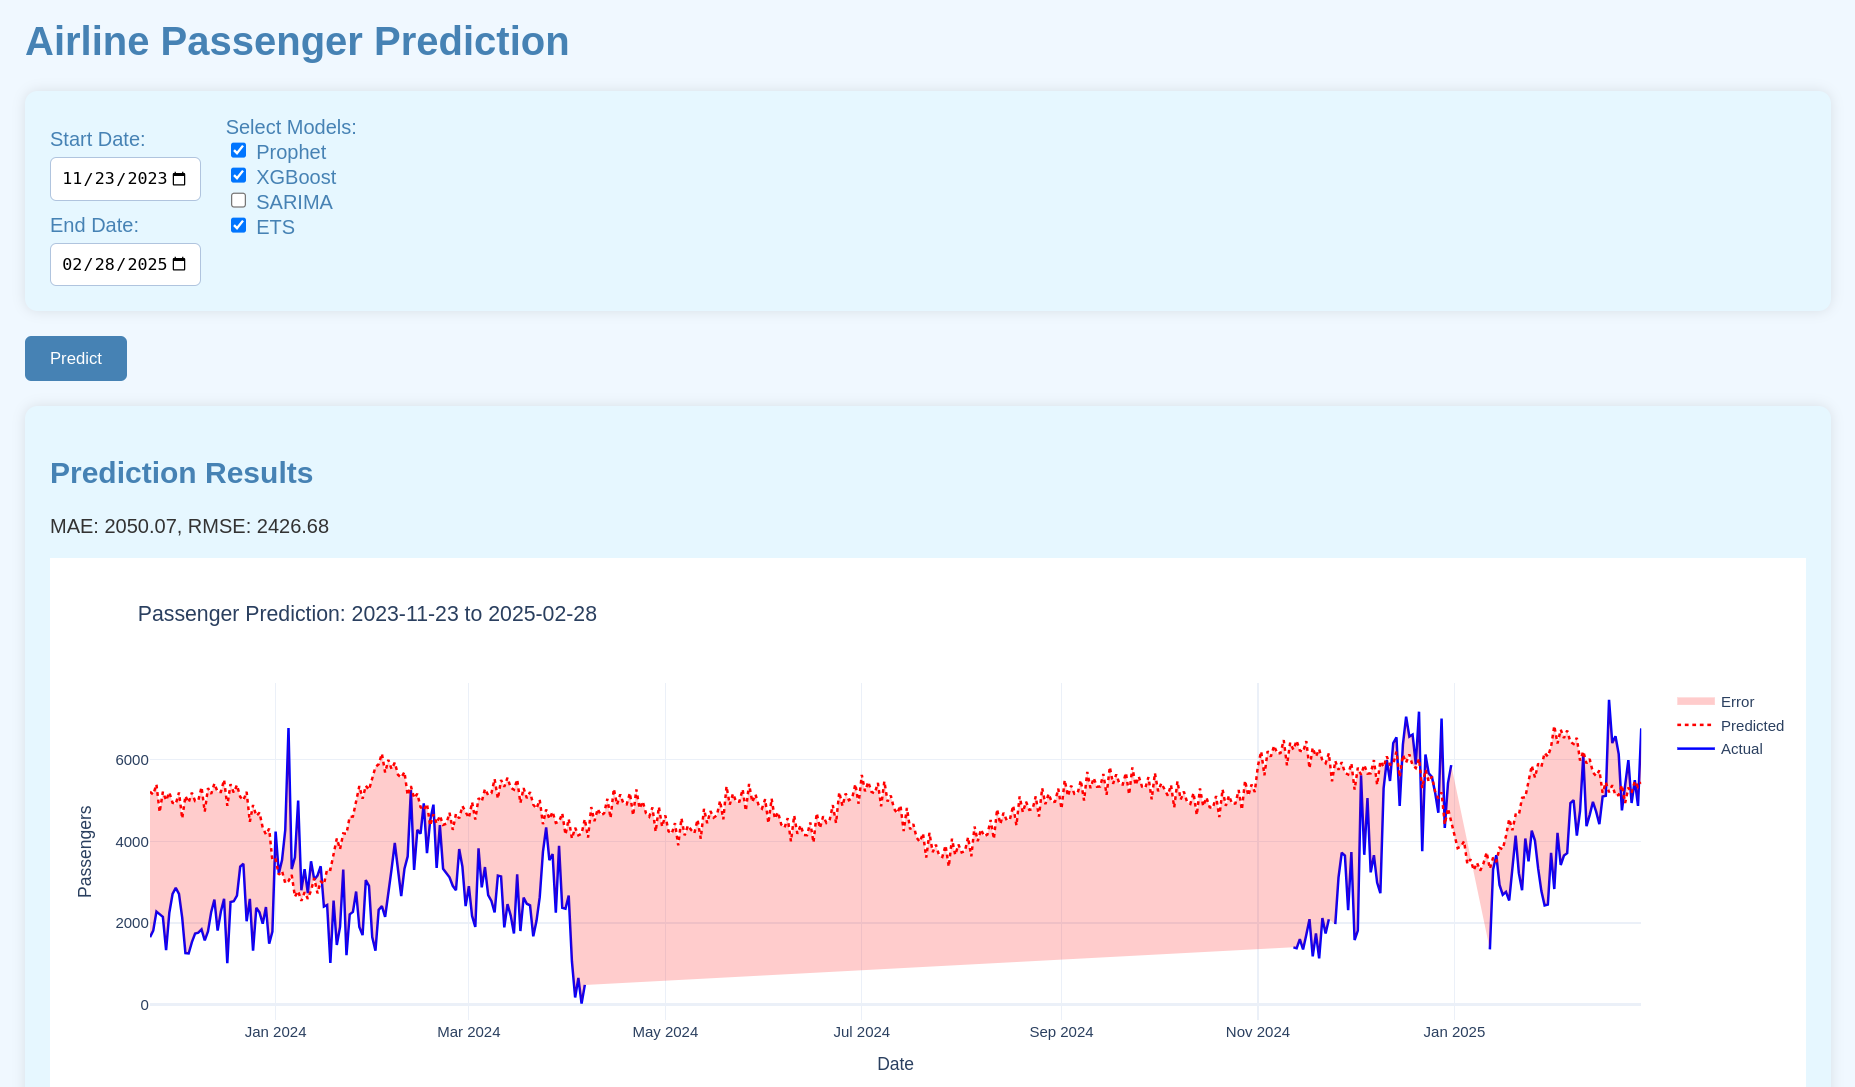 Airline Passenger Prediction
Start Date:
11/23/2023
End Date:
02/28/2025
Select Models:
Prophet
XGBoost
SARIMA
ETS
Predict
Prediction Results
MAE: 2050.07, RMSE: 2426.68
Passenger Prediction: 2023-11-23 to 2025-02-28
Error
Predicted
Actual
Passengers
6000
4000
2000
0
Jan 2024 Mar 2024 May 2024 Jul 2024 Sep 2024 Nov 2024 Jan 2025
Date